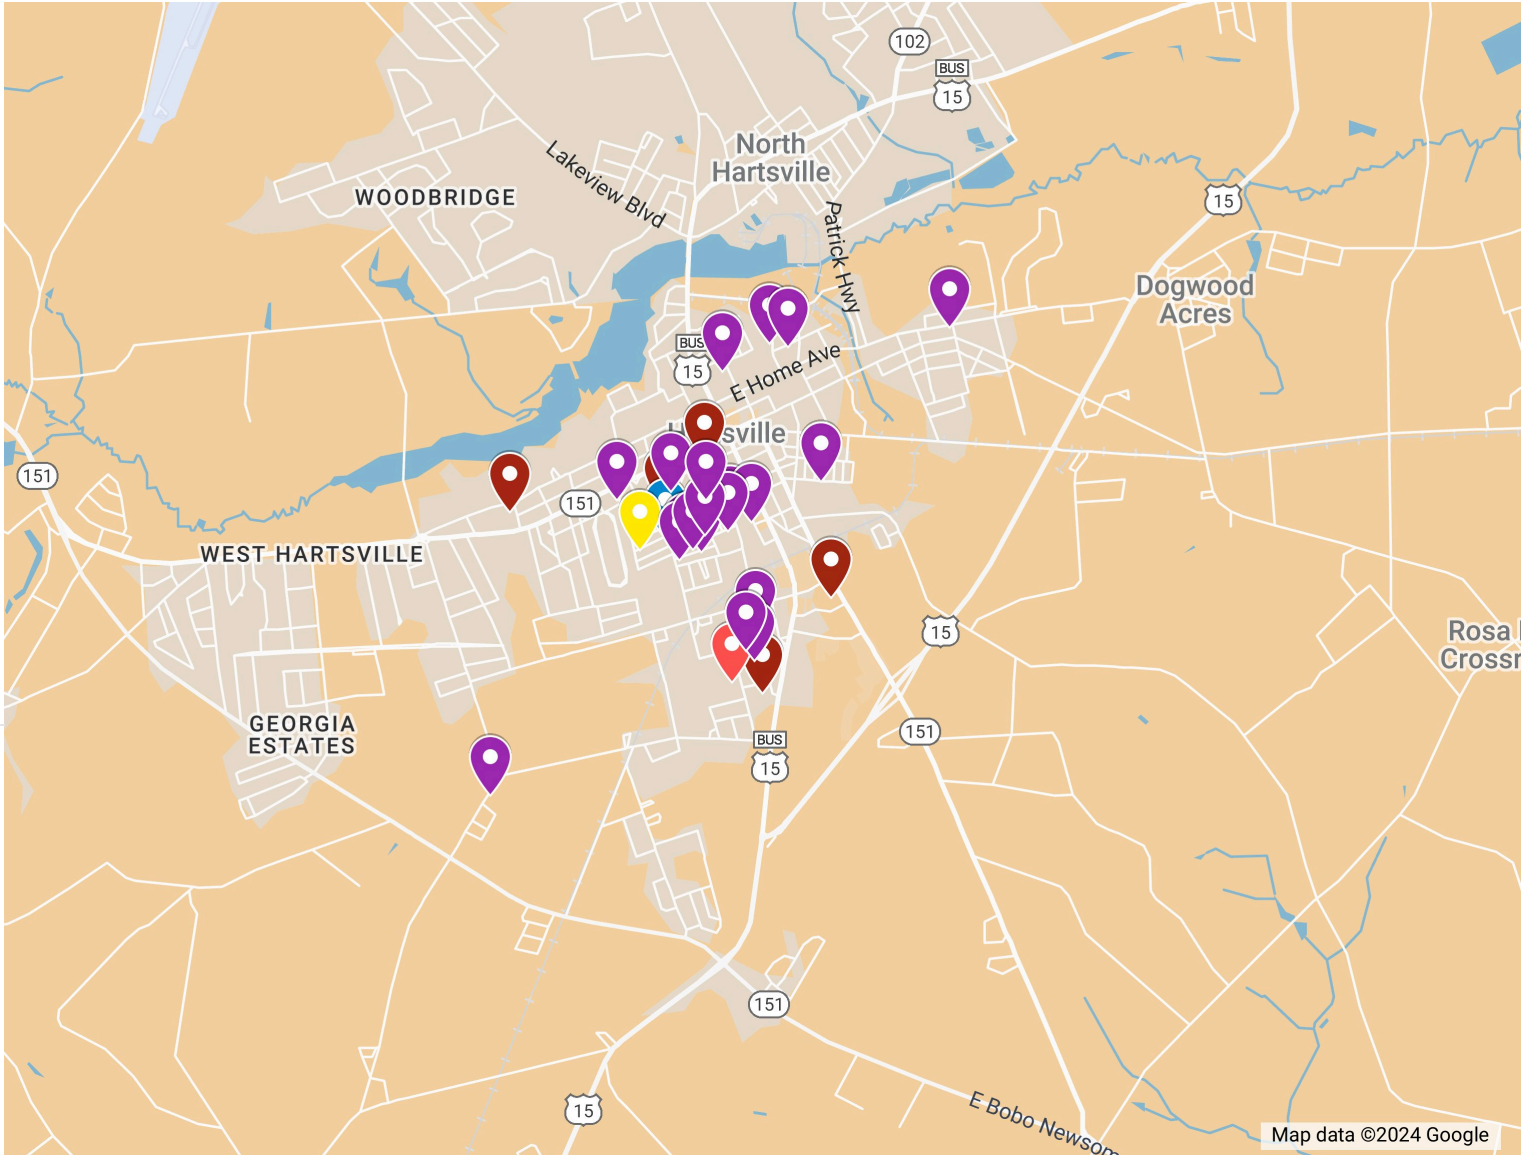 102
BUS
15
North
Hartsville
Lakeview Blvd
WOODBRIDGE
15
Patrick Hwy
Dogwood
Acres
BUS
15
E Home Ave
sville
151
151
WEST HARTSVILLE
15
Rosa
Crossr
GEORGIA
ESTATES
151
BUS
15
151
15
E Bobo Newsom
Map data ©2024 Google